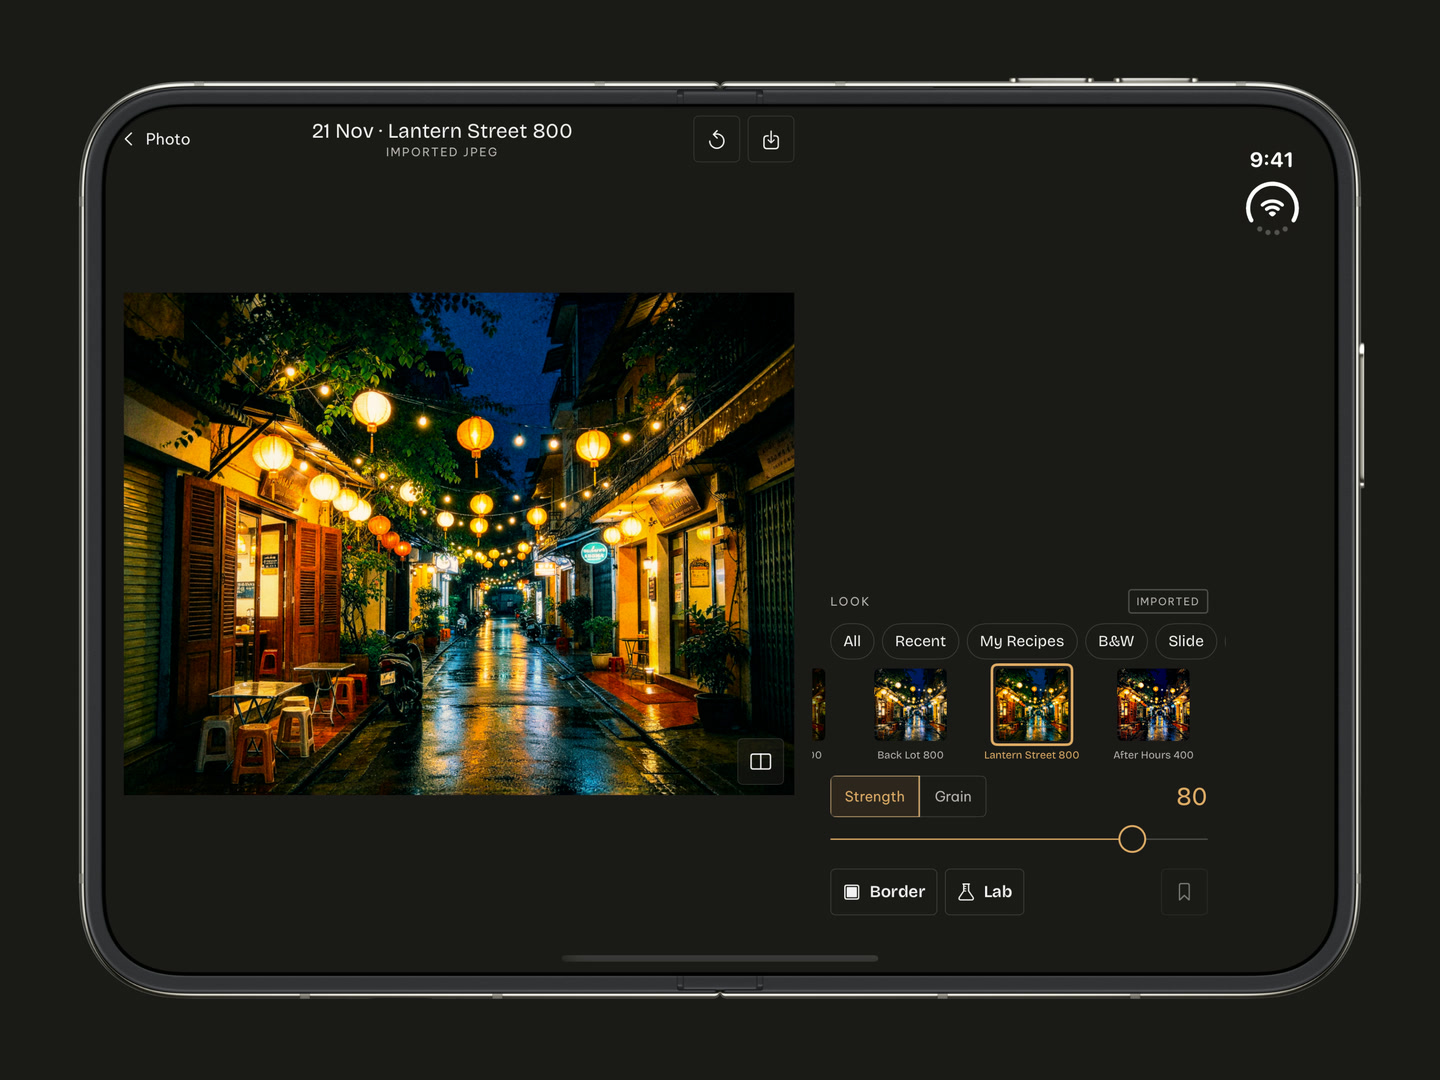 Photo
21 Nov · Lantern Street 800
IMPORTED JPEG
9:41
LOOK
IMPORTED
All
Recent
My Recipes
B&W
Slide
00
Back Lot 800
Lantern Street 800
After Hours 400
Strength
Grain
80
Border
Lab